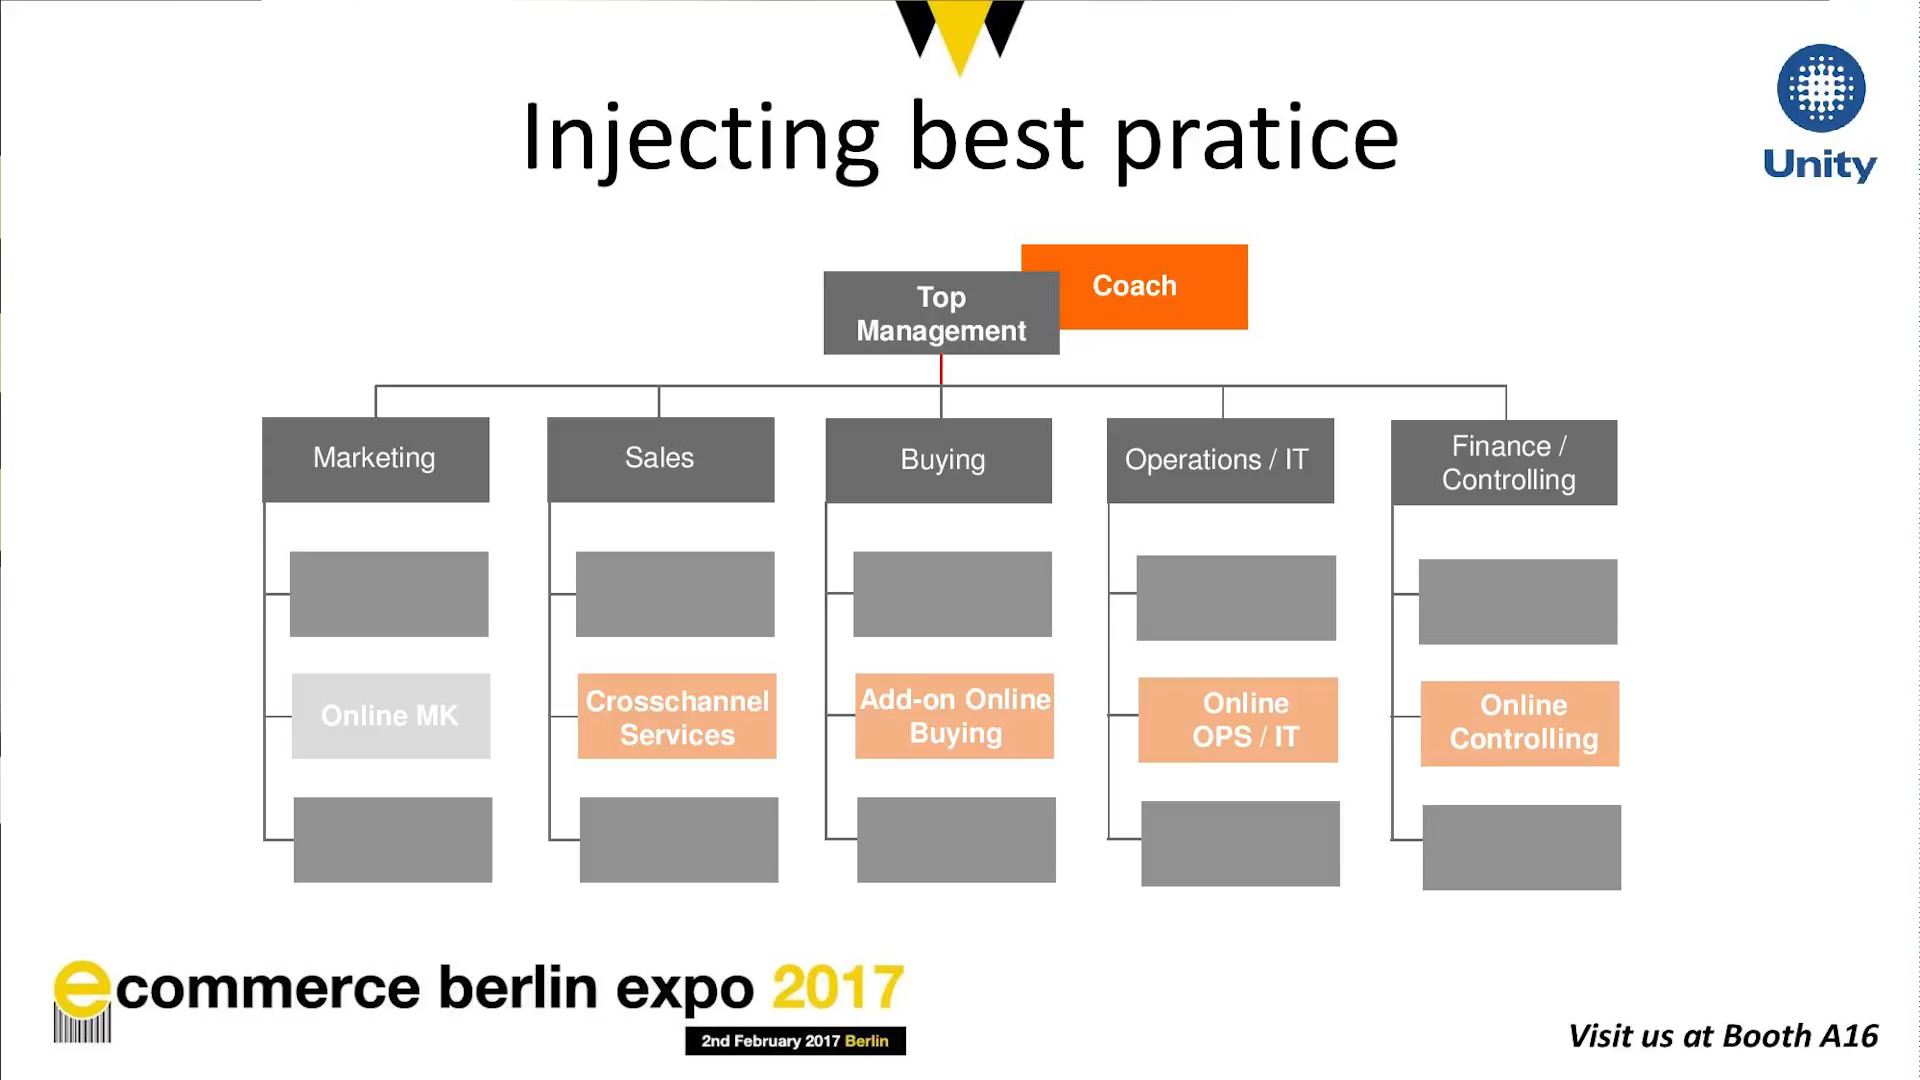 Injecting best pratice
Unity
Coach
Top
Management
Marketing
Sales
Buying
Operations / IT
Finance /
Controlling
Online MK
Crosschannel
Services
Add-on Online
Buying
Online
OPS / IT
Online
Controlling
ecommerce berlin expo 2017
2nd February 2017 Berlin
Visit us at Booth A16